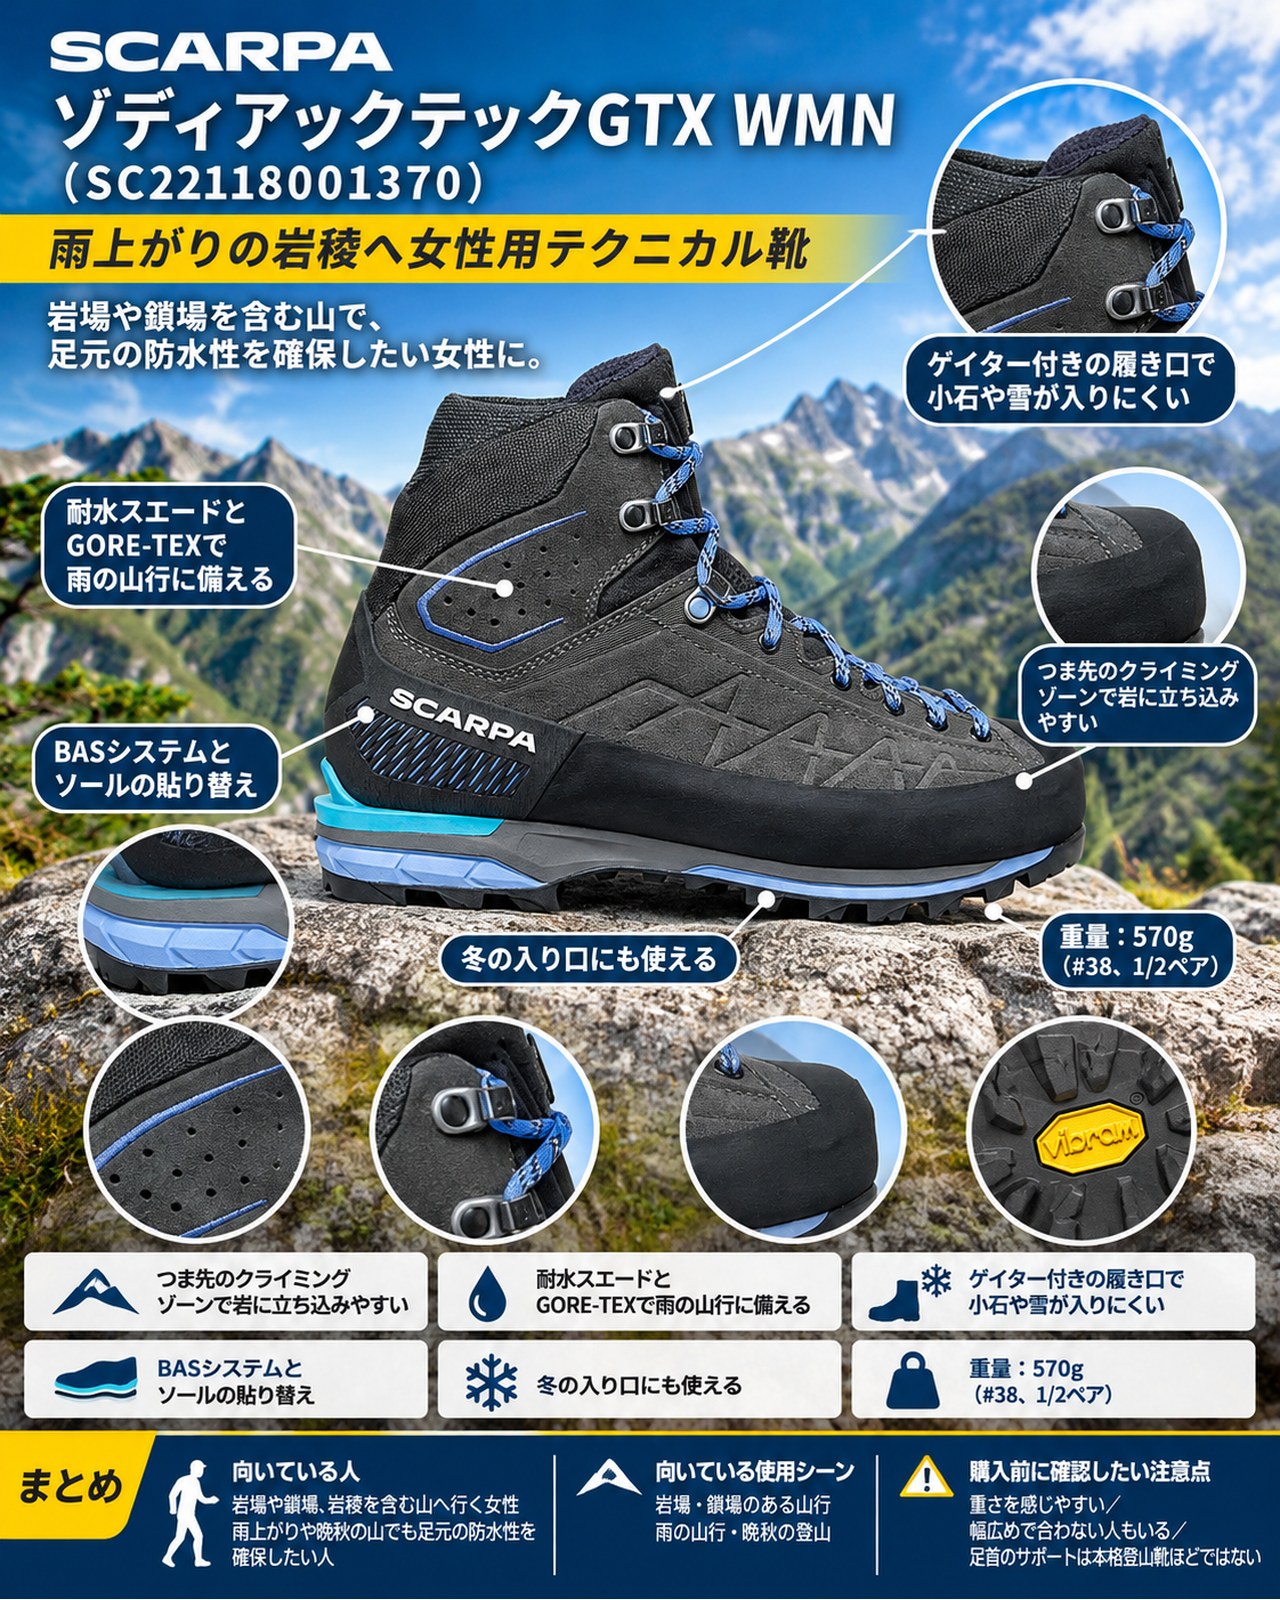 SCARPA
ゾディアックテックGTX WMN
（SC22118001370）
雨上がりの岩稜へ女性用テクニカル靴
岩場や鎖場を含む山で、
足元の防水性を確保したい女性に。
ゲイター付きの履き口で
小石や雪が入りにくい
耐水スエードと
GORE-TEXで
雨の山行に備える
つま先のクライミング
ゾーンで岩に立ち込み
やすい
SCARPA
BASシステムと
ソールの貼り替え
冬の入り口にも使える
重量：570g
（#38、1/2ペア）
vibram
®
つま先のクライミング
ゾーンで岩に立ち込みやすい
耐水スエードと
GORE-TEXで雨の山行に備える
ゲイター付きの履き口で
小石や雪が入りにくい
BASシステムと
ソールの貼り替え
冬の入り口にも使える
重量：570g
（#38、1/2ペア）
まとめ
向いている人
岩場や鎖場、岩稜を含む山へ行く女性
雨上がりや晩秋の山でも足元の防水性を
確保したい人
向いている使用シーン
岩場・鎖場のある山行
雨の山行・晩秋の登山
購入前に確認したい注意点
重さを感じやすい／
幅広めで合わない人もいる／
足首のサポートは本格登山靴ほどではない